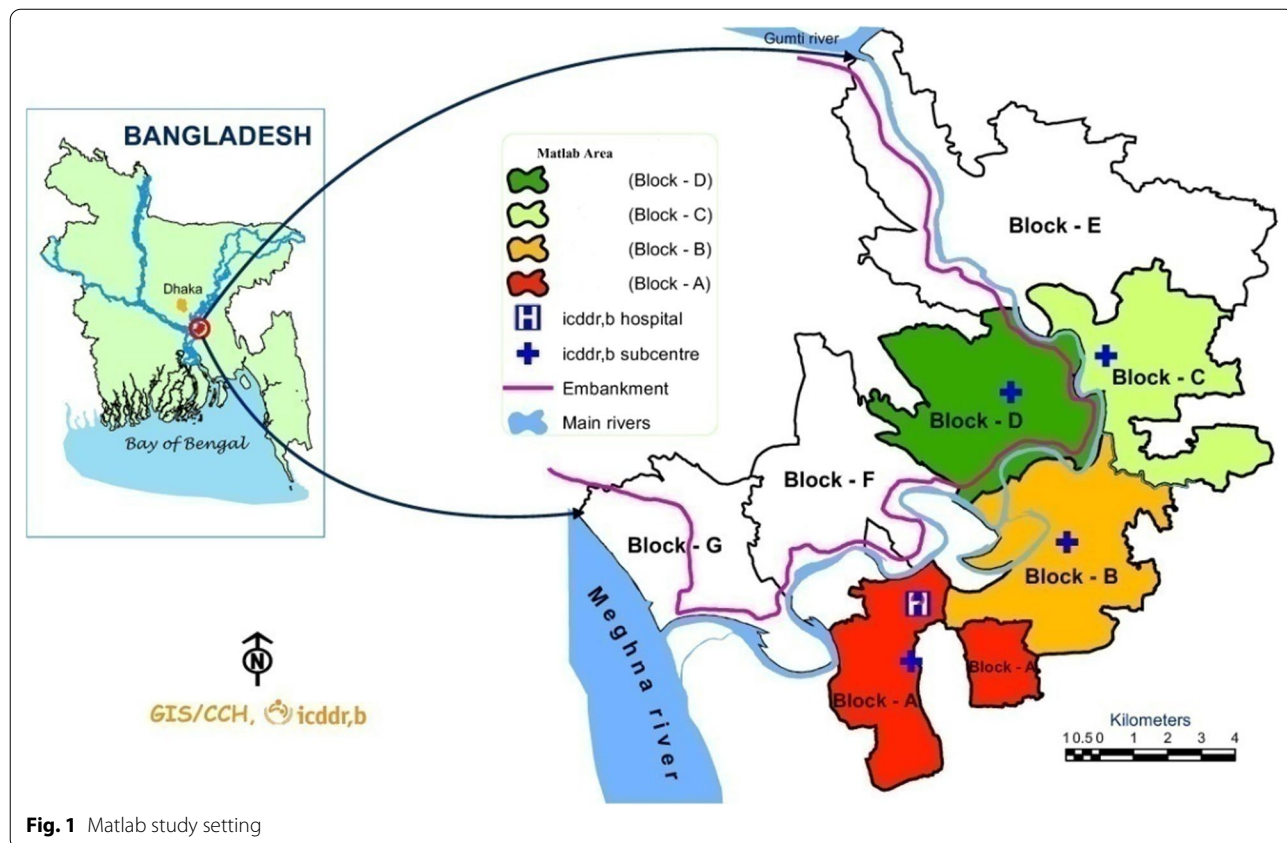 Gumti river
BANGLADESH
Dhaka
Bay of Bengal
Matlab Area
(Block - D)
(Block - C)
(Block - B)
(Block - A)
H icddr,b hospital
icddr,b subcentre
Embankment
Main rivers
Block - E
Block - C
Block - D
Block - F
Block - G
Block - B
H
Block - A
Block - A
Meghna river
N
GIS/CCH, icddr,b
Kilometers
1 0.5 0 1 2 3 4
Fig. 1 Matlab study setting